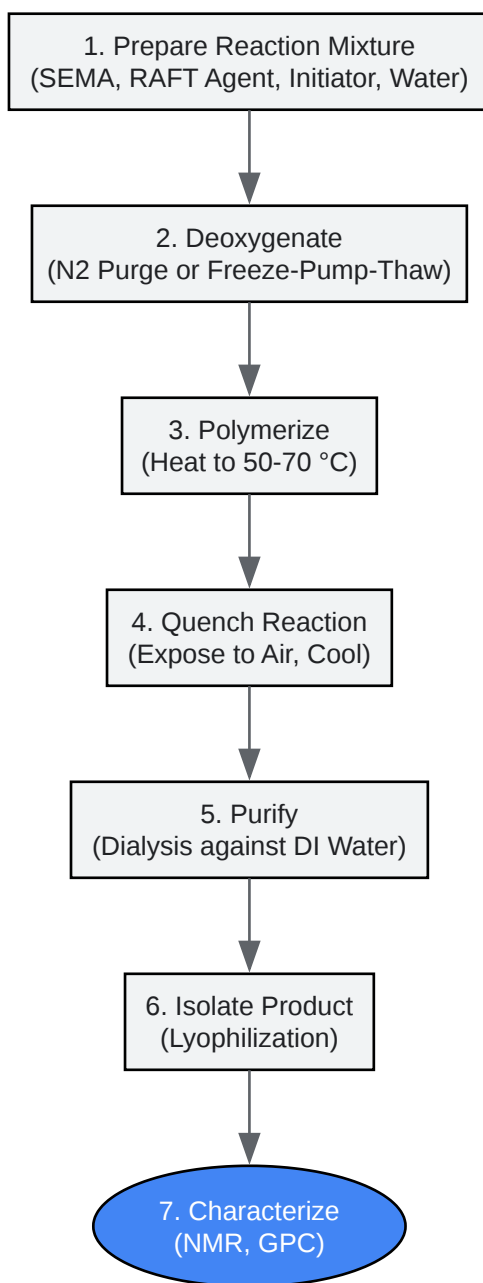 1. Prepare Reaction Mixture
(SEMA, RAFT Agent, Initiator, Water)
2. Deoxygenate
(N2 Purge or Freeze-Pump-Thaw)
3. Polymerize
(Heat to 50-70 °C)
4. Quench Reaction
(Expose to Air, Cool)
5. Purify
(Dialysis against DI Water)
6. Isolate Product
(Lyophilization)
7. Characterize
(NMR, GPC)